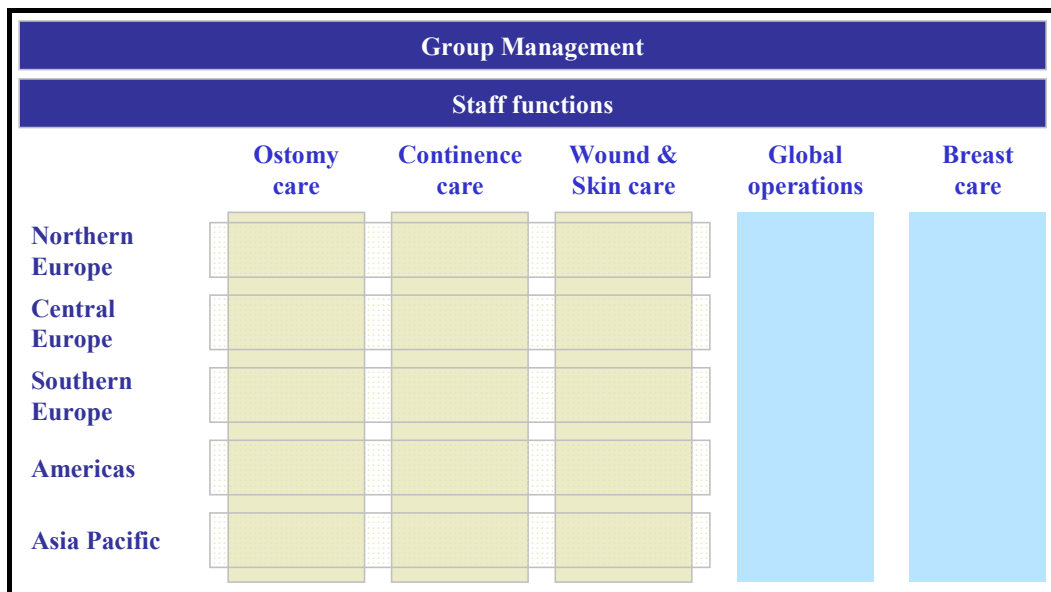 Group Management
Staff functions
Ostomy
care
Continence
care
Wound &
Skin care
Global
operations
Breast
care
Northern
Europe
Central
Europe
Southern
Europe
Americas
Asia Pacific